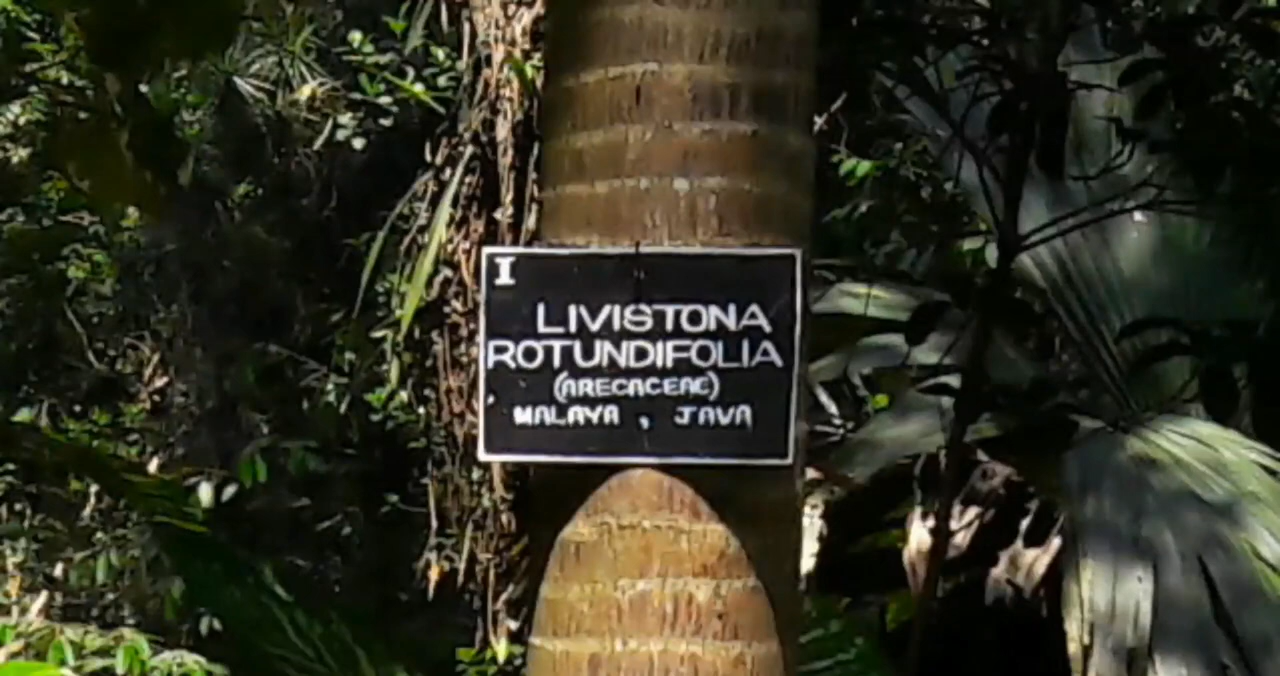 I
LIVISTONA
ROTUNDIFOLIA
(ARECACEAE)
MALAYA , JAVA